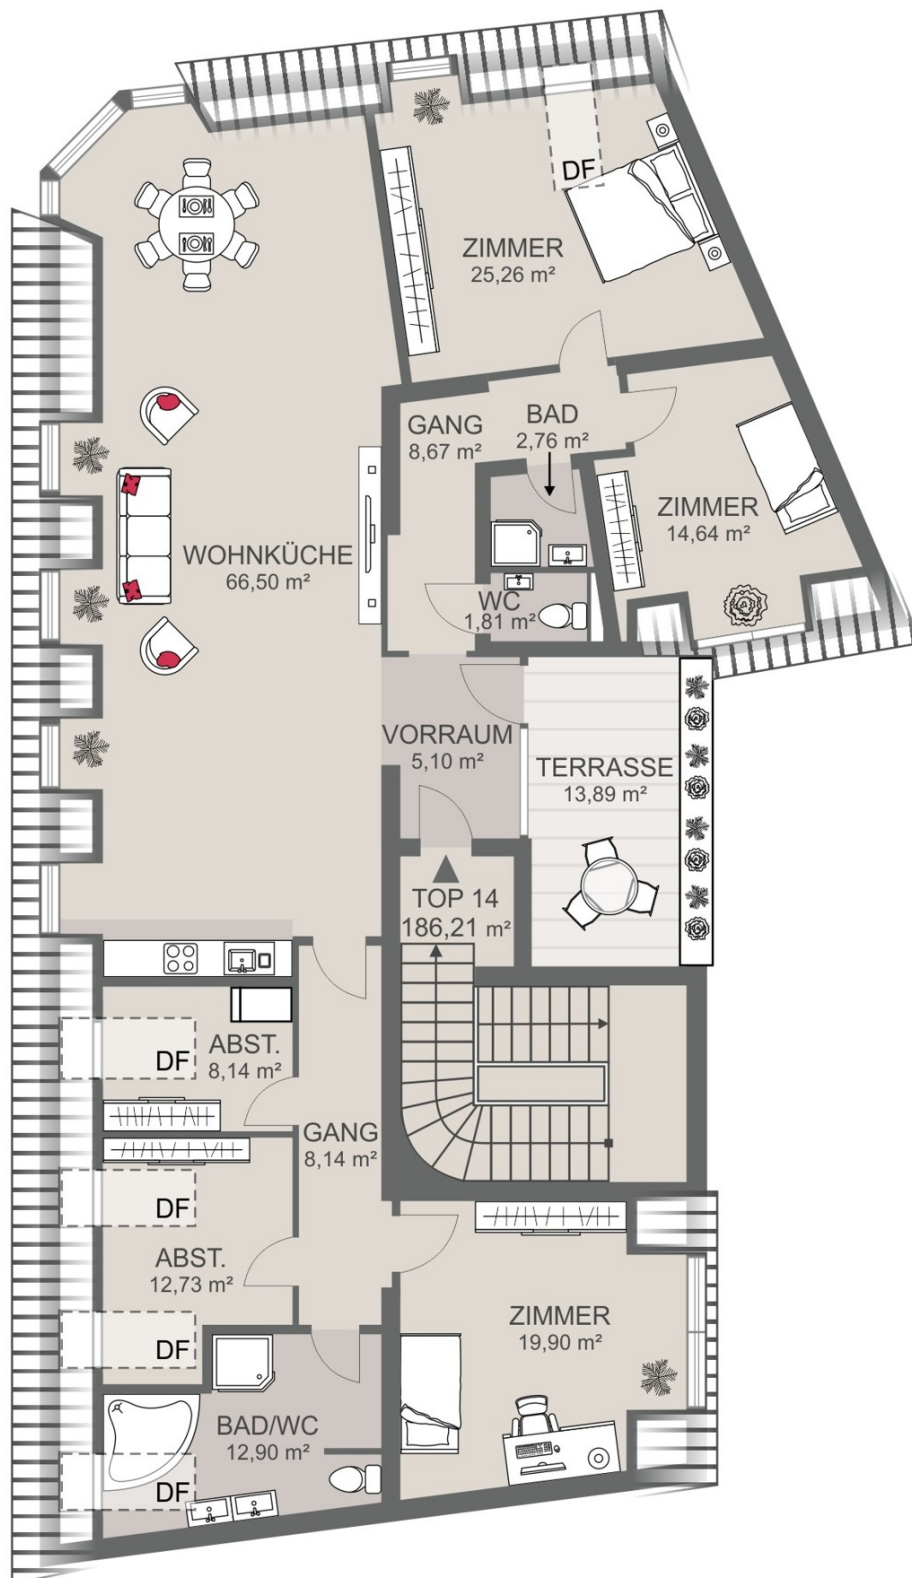 DF
ZIMMER
25,26 m²
GANG
8,67 m²
BAD
2,76 m²
ZIMMER
14,64 m²
WOHNKÜCHE
66,50 m²
WC
1,81 m²
VORRAUM
5,10 m²
TERRASSE
13,89 m²
TOP 14
186,21 m²
ABST.
8,14 m²
DF
GANG
8,14 m²
DF
ABST.
12,73 m²
DF
ZIMMER
19,90 m²
BAD/WC
12,90 m²
DF